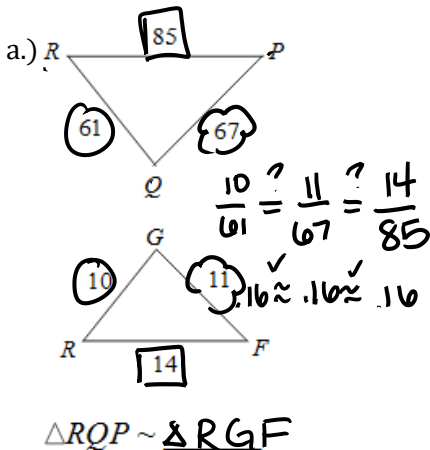 85
a.) R P
61 67
Q
10/61 ?= 11/67 ?= 14/85
G
10 11 .16 ≈✓ .16 ≈✓ .16
R F
14
△RQP ~ △RGF